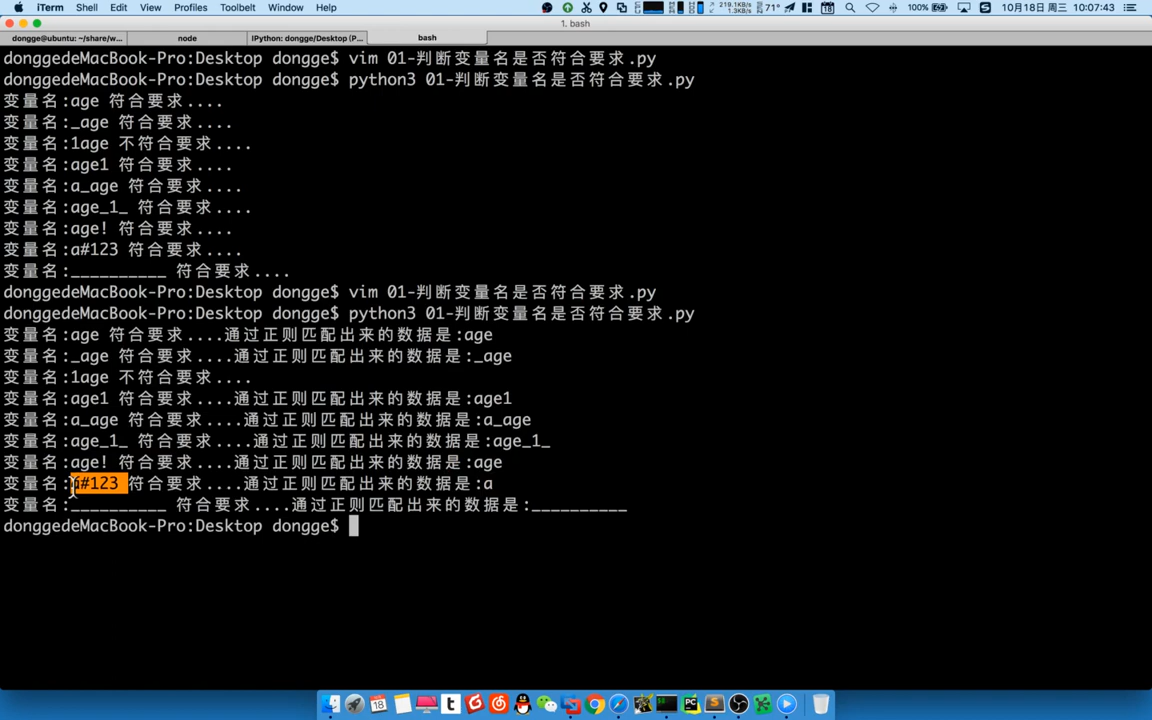 iTerm Shell Edit View Profiles Toolbelt Window Help 219.1KB/s 1.3KB/s 71° 100% 10月18日 周三 10:07:43
1. bash
dongge@ubuntu: ~/share/w... node IPython: dongge/Desktop (P... bash
donggedeMacBook-Pro:Desktop dongge$ vim 01-判断变量名是否符合要求.py
donggedeMacBook-Pro:Desktop dongge$ python3 01-判断变量名是否符合要求.py
变量名:age 符合要求....
变量名:_age 符合要求....
变量名:1age 不符合要求....
变量名:age1 符合要求....
变量名:a_age 符合要求....
变量名:age_1_ 符合要求....
变量名:age! 符合要求....
变量名:a#123 符合要求....
变量名:__________ 符合要求....
donggedeMacBook-Pro:Desktop dongge$ vim 01-判断变量名是否符合要求.py
donggedeMacBook-Pro:Desktop dongge$ python3 01-判断变量名是否符合要求.py
变量名:age 符合要求....通过正则匹配出来的数据是:age
变量名:_age 符合要求....通过正则匹配出来的数据是:_age
变量名:1age 不符合要求....
变量名:age1 符合要求....通过正则匹配出来的数据是:age1
变量名:a_age 符合要求....通过正则匹配出来的数据是:a_age
变量名:age_1_ 符合要求....通过正则匹配出来的数据是:age_1_
变量名:age! 符合要求....通过正则匹配出来的数据是:age
变量名:a#123 符合要求....通过正则匹配出来的数据是:a
变量名:__________ 符合要求....通过正则匹配出来的数据是:__________
donggedeMacBook-Pro:Desktop dongge$